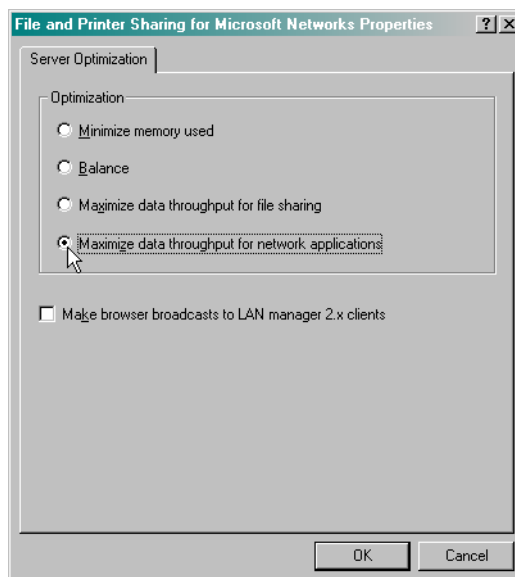 File and Printer Sharing for Microsoft Networks Properties
Server Optimization
Optimization
Minimize memory used
Balance
Maximize data throughput for file sharing
Maximize data throughput for network applications
Make browser broadcasts to LAN manager 2.x clients
OK Cancel